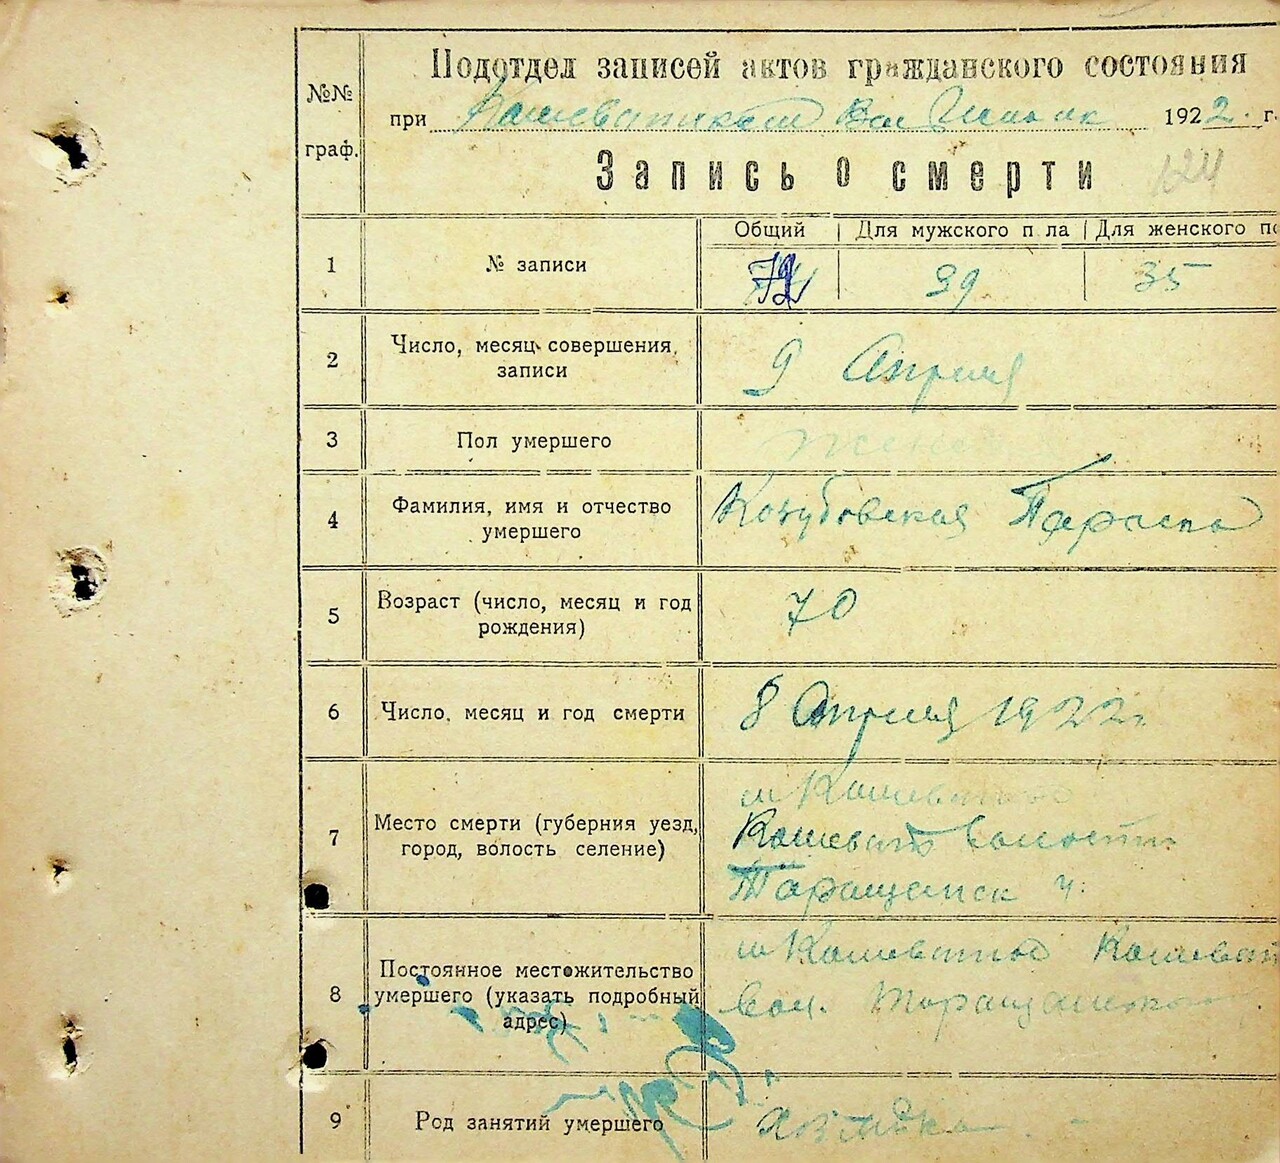 №№ граф.
Подотдел записей актов гражданского состояния
при Кошеватском Вол 1922. г.
Запись о смерти 124
Общий Для мужского п ла Для женского по
1 № записи 39 35
2 Число, месяц совершения,
записи
9 Апреля
3 Пол умершего
Женск
4 Фамилия, имя и отчество
умершего
Козубовская Параска
5 Возраст (число, месяц и год
рождения)
70
6 Число, месяц и год смерти
8 Апреля 1922 г.
7 Место смерти (губерния уезд,
город, волость селение)
м Кошеватое
Кошеват волости
Таращанск у.
8 Постоянное местожительство
умершего (указать подробный
адрес)
м Кошеватое Кошеват
вол. Таращанского
9 Род занятий умершего